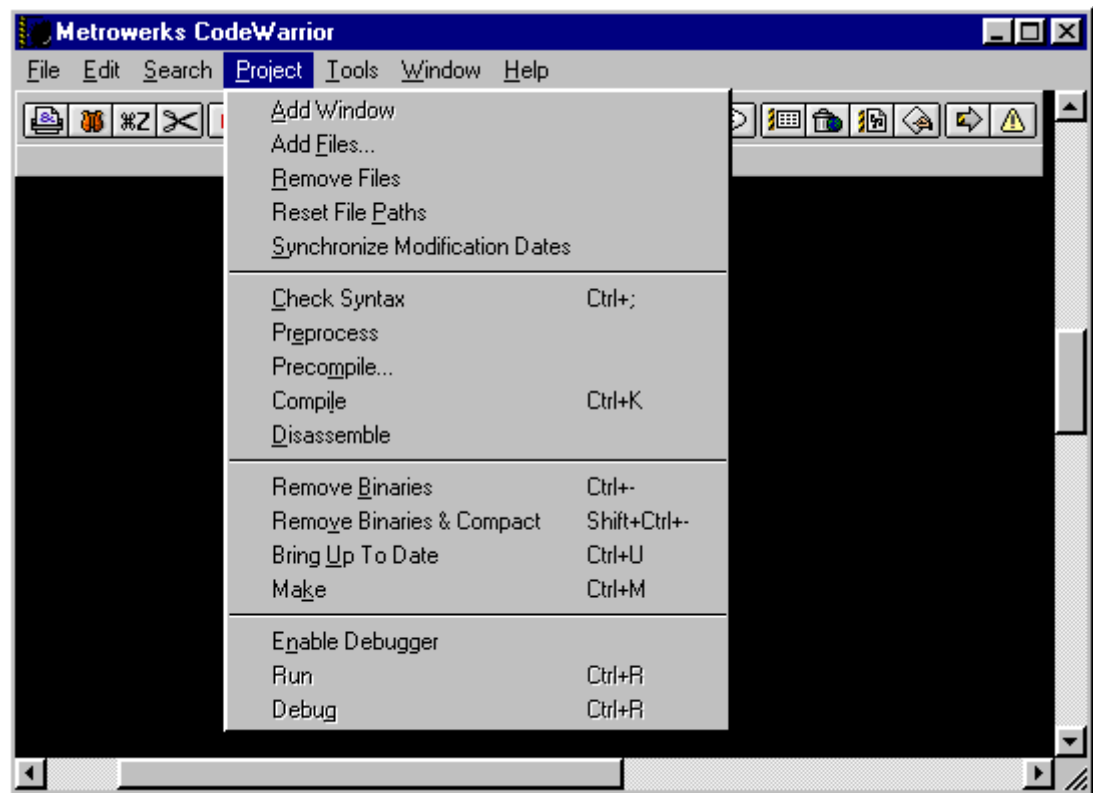 Metrowerks CodeWarrior
File Edit Search Project Tools Window Help
⌘Z
Add Window
Add Files...
Remove Files
Reset File Paths
Synchronize Modification Dates
Check Syntax Ctrl+;
Preprocess
Precompile...
Compile Ctrl+K
Disassemble
Remove Binaries Ctrl+-
Remove Binaries & Compact Shift+Ctrl+-
Bring Up To Date Ctrl+U
Make Ctrl+M
Enable Debugger
Run Ctrl+R
Debug Ctrl+R